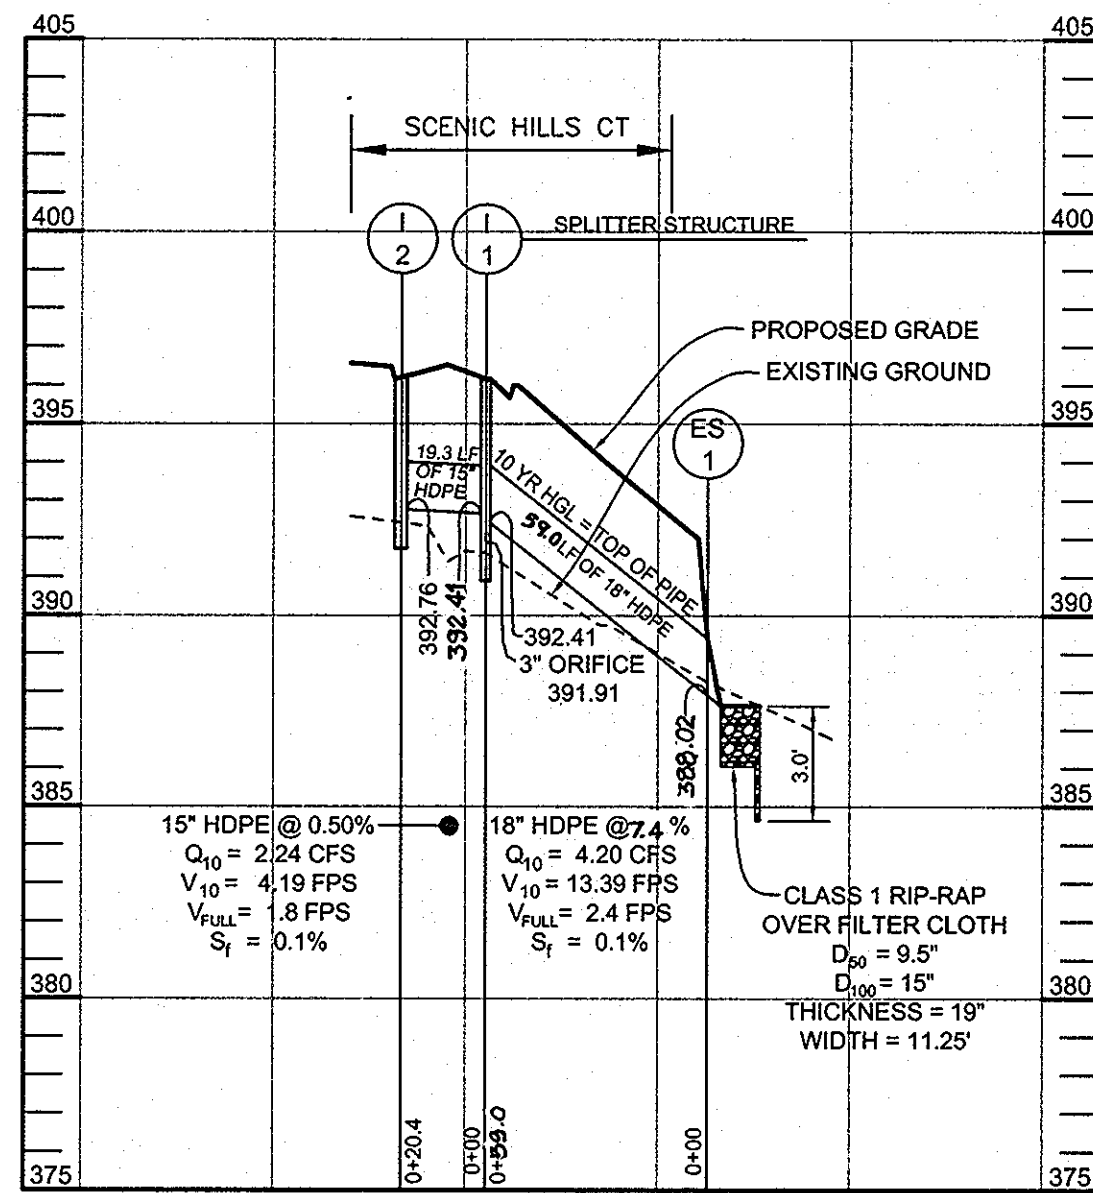 405 405
SCENIC HILLS CT
400 400
I
2
I
1
SPLITTER STRUCTURE
PROPOSED GRADE
EXISTING GROUND
395 395
ES
1
19.3 LF
OF 15"
HDPE
10 YR HGL = TOP OF PIPE
59.0 LF OF 18" HDPE
390 390
392.76
392.41
392.41
3" ORIFICE
391.91
388.02
3.0'
385 385
15" HDPE @ 0.50%
Q10 = 2.24 CFS
V10 = 4.19 FPS
VFULL = 1.8 FPS
Sf = 0.1%
18" HDPE @ 7.4 %
Q10 = 4.20 CFS
V10 = 13.39 FPS
VFULL = 2.4 FPS
Sf = 0.1%
CLASS 1 RIP-RAP
OVER FILTER CLOTH
D50 = 9.5"
D100 = 15"
THICKNESS = 19"
WIDTH = 11.25'
380 380
0+20.4
0+00
0+59.0
0+00
375 375